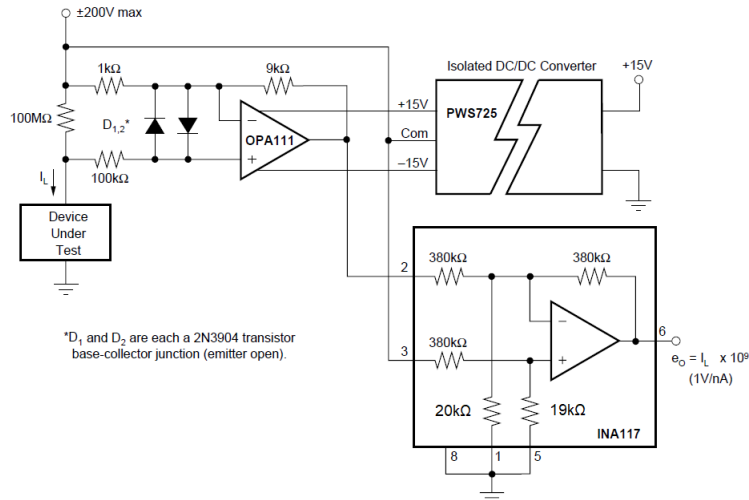 ±200V max
Isolated DC/DC Converter
+15V
1kΩ
9kΩ
100MΩ
D1,2*
+15V
PWS725
–
OPA111
Com
+
–15V
100kΩ
IL
Device
Under
Test
380kΩ
380kΩ
2
–
6
*D1 and D2 are each a 2N3904 transistor
base-collector junction (emitter open).
380kΩ
3
+
eO = IL x 10⁹
(1V/nA)
20kΩ
19kΩ
INA117
8
1
5